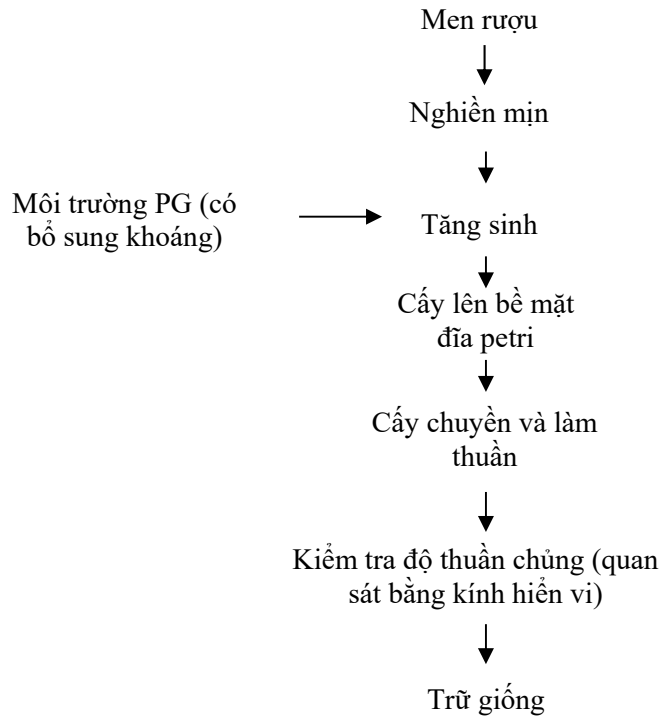 Men rượu
Nghiền mịn
Môi trường PG (có
bổ sung khoáng)
Tăng sinh
Cấy lên bề mặt
đĩa petri
Cấy chuyền và làm
thuần
Kiểm tra độ thuần chủng (quan
sát bằng kính hiển vi)
Trữ giống